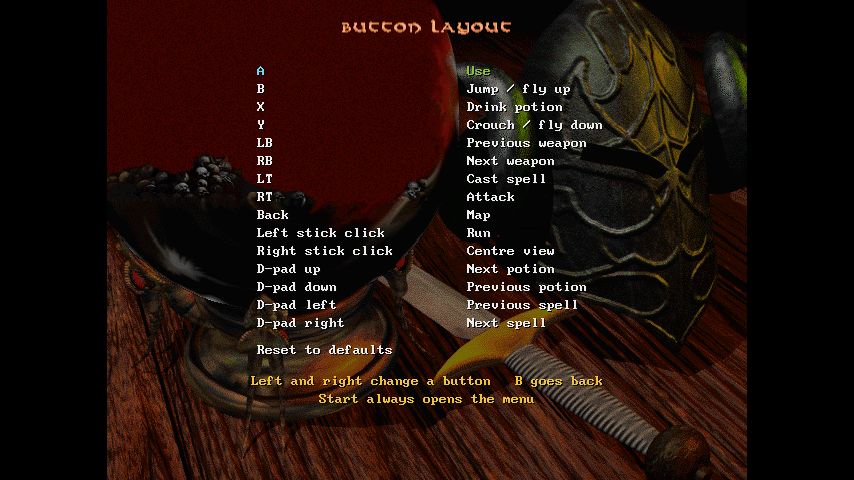 Button Layout
A Use
B Jump / fly up
X Drink potion
Y Crouch / fly down
LB Previous weapon
RB Next weapon
LT Cast spell
RT Attack
Back Map
Left stick click Run
Right stick click Centre view
D-pad up Next potion
D-pad down Previous potion
D-pad left Previous spell
D-pad right Next spell
Reset to defaults
Left and right change a button B goes back
Start always opens the menu